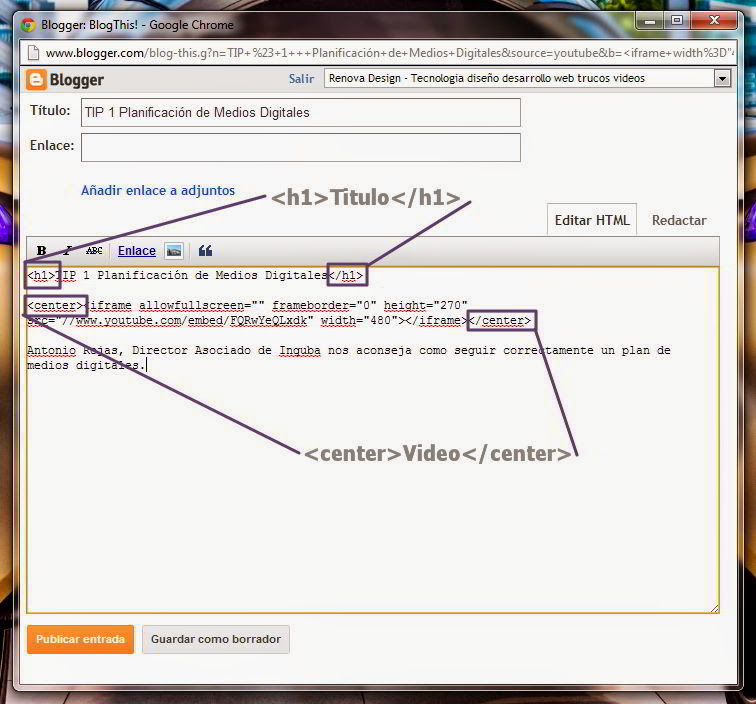 Blogger: BlogThis! - Google Chrome
www.blogger.com/blog-this.g?n=TIP+%23+1+++Planificación+de+Medios+Digitales&source=youtube&b=<iframe+width%3D"4
Blogger
Salir
Renova Design - Tecnologia diseño desarrollo web trucos videos
Título:
TIP 1 Planificación de Medios Digitales
Enlace:
Añadir enlace a adjuntos
<h1>Titulo</h1>
Editar HTML
Redactar
B I ABC Enlace
<h1>TIP 1 Planificación de Medios Digitales</h1>
<center><iframe allowfullscreen="" frameborder="0" height="270"
src="//www.youtube.com/embed/FQRwYeQLxdk" width="480"></iframe></center>
Antonio Rojas, Director Asociado de Inguba nos aconseja como seguir correctamente un plan de
medios digitales.
<center>Video</center>
Publicar entrada
Guardar como borrador